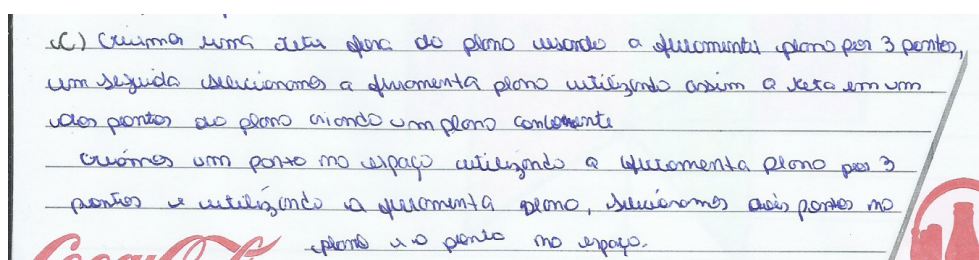 C) Criamos uma reta fora do plano usando a ferramenta plano por 3 pontos,
em seguida selecionamos a ferramenta plano utilizando assim a reta em um
dos pontos do plano criando um plano concorrente
Criamos um ponto no espaço utilizando a ferramenta plano por 3
pontos e utilizando a ferramenta plano, selecionamos dois pontos no
plano e o ponto no espaço.
Coca-Cola